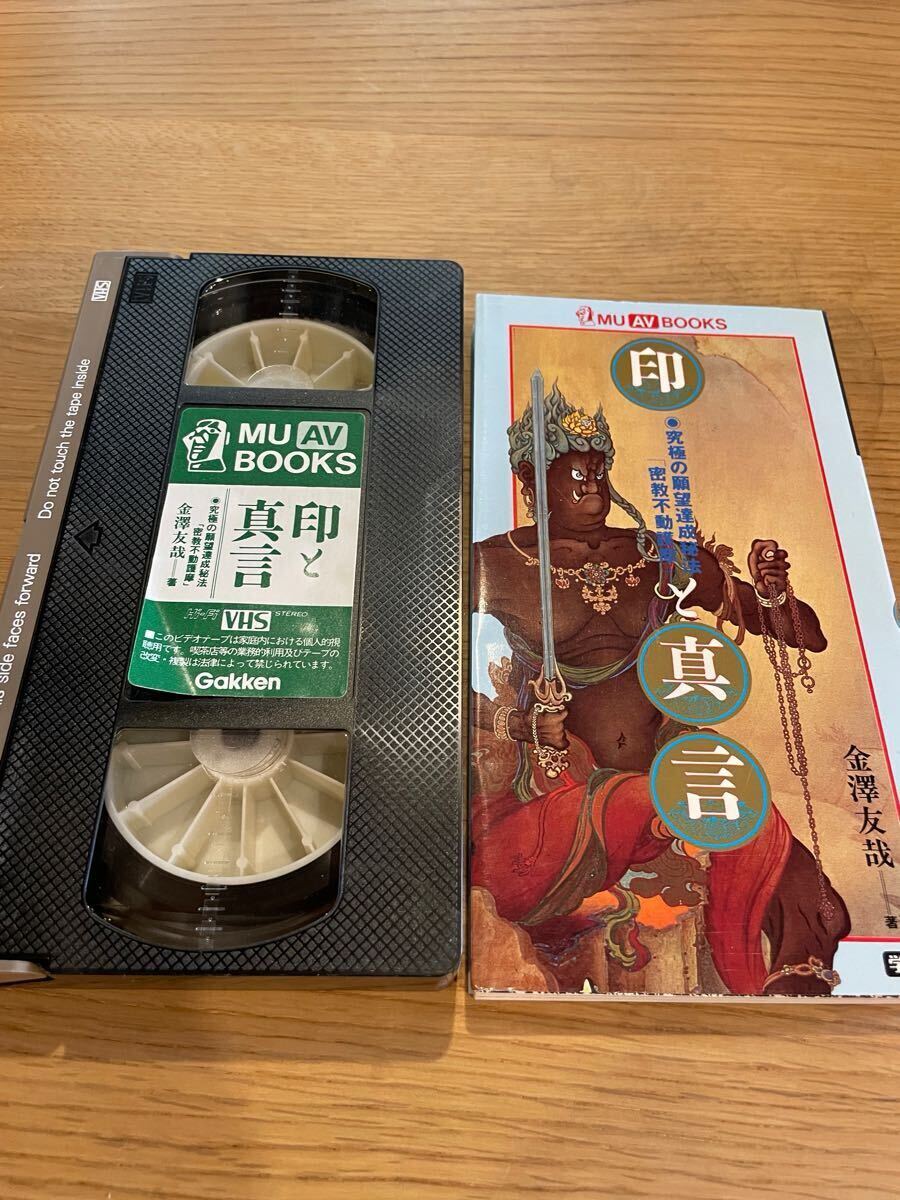 VHS
Do not touch the tape inside
side faces forward
MU AV
BOOKS
印と
真言
●究極の願望達成秘法
「密教不動護摩」
金澤友哉──著
Hi-Fi VHS STEREO
■このビデオテープは家庭内における個人的視
聴用です。喫茶店等の業務的利用及びテープの
改変・複製は法律によって禁じられています。
Gakken
MU AV BOOKS
印と真言
●究極の願望達成秘法
「密教不動護摩」
金澤友哉──著
学